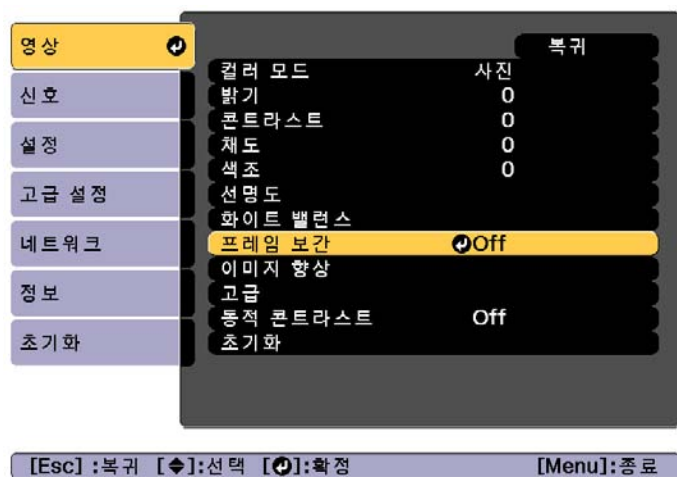 영상
신호
설정
고급 설정
네트워크
정보
초기화
복귀
컬러 모드 사진
밝기 0
콘트라스트 0
채도 0
색조 0
선명도
화이트 밸런스
프레임 보간 Off
이미지 향상
고급
동적 콘트라스트 Off
초기화
[Esc] :복귀 [◆]:선택 [↵]:확정 [Menu]:종료